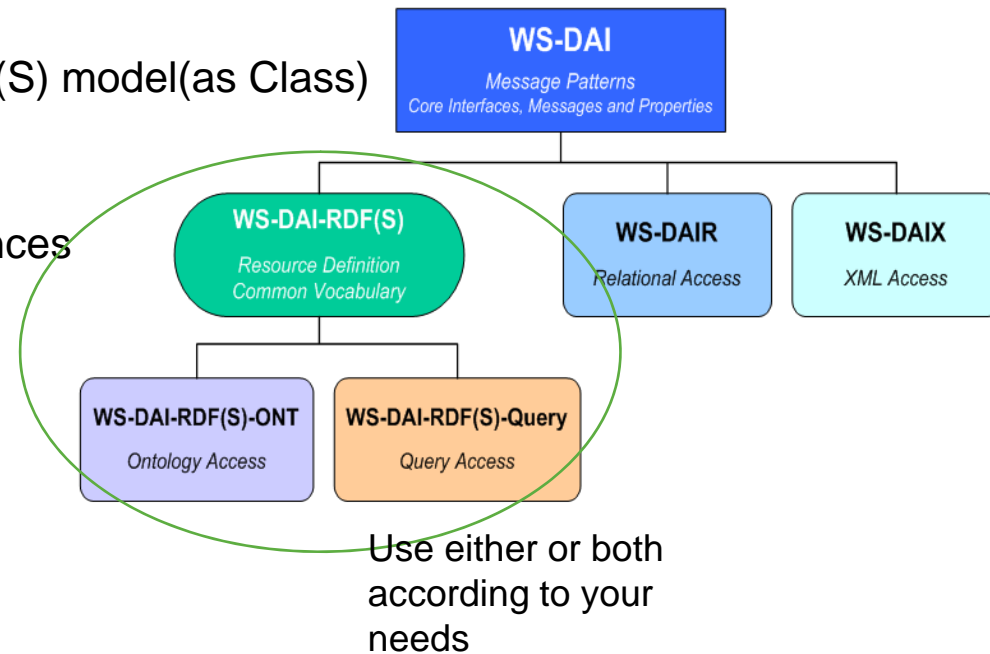 WS-DAI
Message Patterns
Core Interfaces, Messages and Properties
(S) model(as Class)
WS-DAI-RDF(S)
Resource Definition
Common Vocabulary
WS-DAIR
Relational Access
WS-DAIX
XML Access
nces
WS-DAI-RDF(S)-ONT
Ontology Access
WS-DAI-RDF(S)-Query
Query Access
Use either or both
according to your
needs